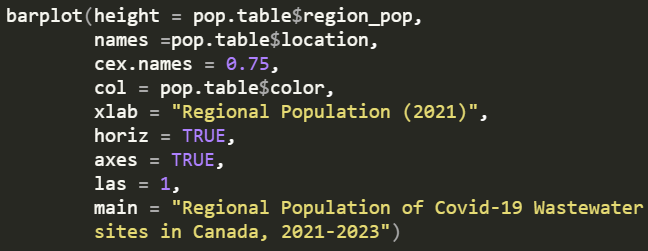 barplot(height = pop.table$region_pop,
names =pop.table$location,
cex.names = 0.75,
col = pop.table$color,
xlab = "Regional Population (2021)",
horiz = TRUE,
axes = TRUE,
las = 1,
main = "Regional Population of Covid-19 Wastewater
sites in Canada, 2021-2023")